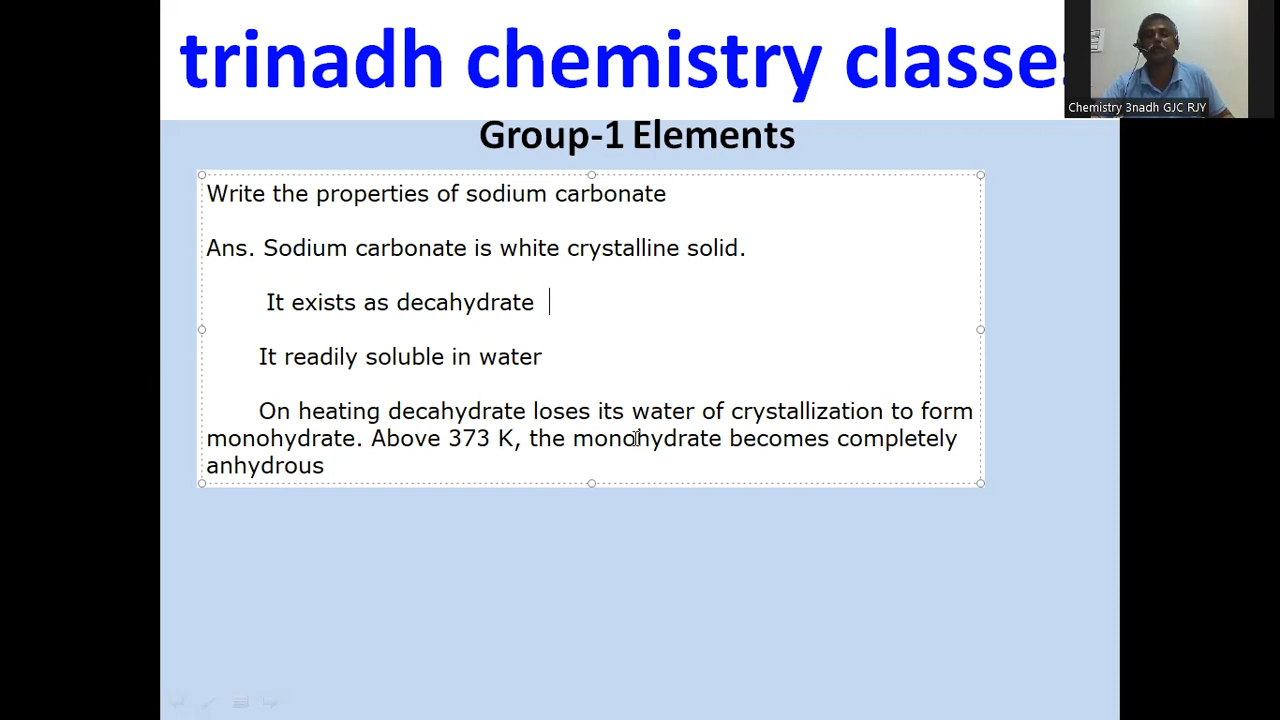 trinadh chemistry classes
Chemistry 3nadh GJC RJY
Group-1 Elements
Write the properties of sodium carbonate
Ans. Sodium carbonate is white crystalline solid.
It exists as decahydrate
It readily soluble in water
On heating decahydrate loses its water of crystallization to form
monohydrate. Above 373 K, the monohydrate becomes completely
anhydrous